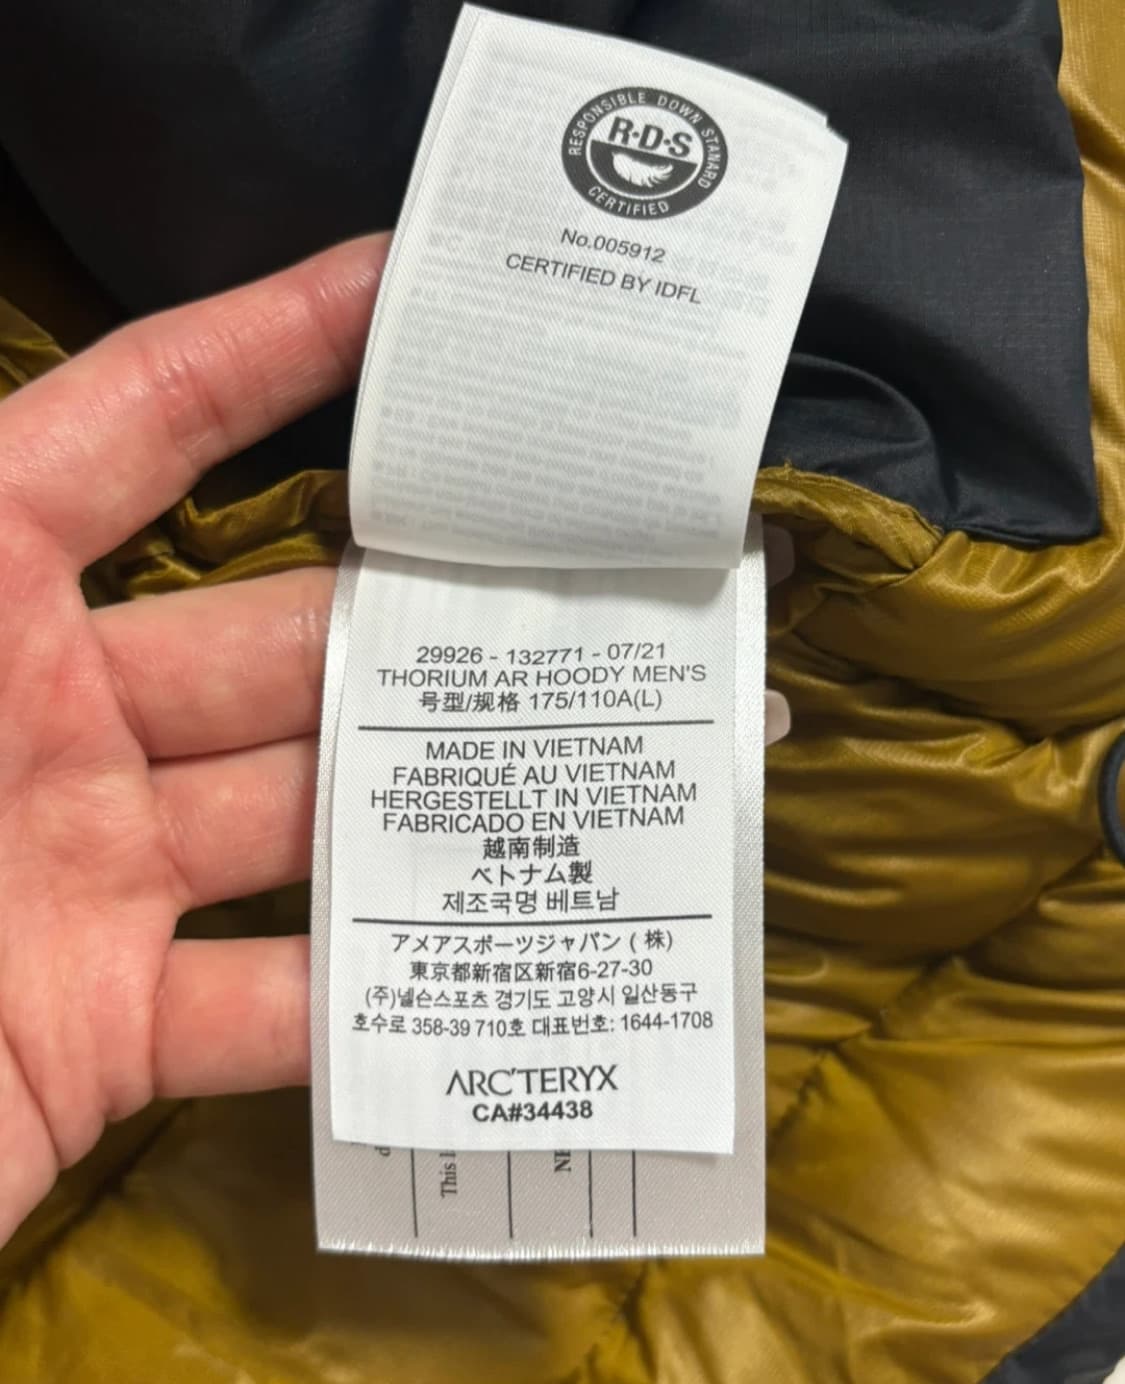 RESPONSIBLE DOWN STANARD
R·D·S
CERTIFIED
No.005912
CERTIFIED BY IDFL
29926 - 132771 - 07/21
THORIUM AR HOODY MEN'S
号型/规格 175/110A(L)
MADE IN VIETNAM
FABRIQUÉ AU VIETNAM
HERGESTELLT IN VIETNAM
FABRICADO EN VIETNAM
越南制造
ベトナム製
제조국명 베트남
アメアスポーツジャパン ( 株)
東京都新宿区新宿6-27-30
(주)넬슨스포츠 경기도 고양시 일산동구
호수로 358-39 710호 대표번호: 1644-1708
ARC'TERYX
CA#34438
This